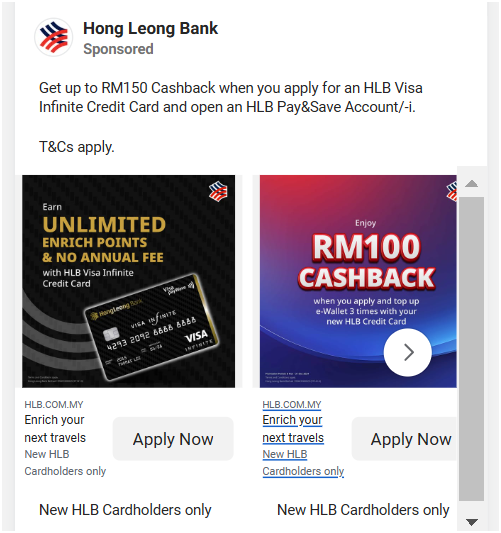 Hong Leong Bank
Sponsored
Get up to RM150 Cashback when you apply for an HLB Visa
Infinite Credit Card and open an HLB Pay&Save Account/-i.
T&Cs apply.
Earn
UNLIMITED
ENRICH POINTS
& NO ANNUAL FEE
with HLB Visa Infinite
Credit Card
HongLeong Bank
Visa payWave
VISA INFINITE
4293 2092 6888 8888
VISA
INFINITE
Enjoy
RM100
CASHBACK
when you apply and top up
e-Wallet 3 times with your
new HLB Credit Card
HLB.COM.MY
Enrich your
next travels
New HLB
Cardholders only
Apply Now
New HLB Cardholders only
HLB.COM.MY
Enrich your
next travels
New HLB
Cardholders only
Apply Now
New HLB Cardholders only